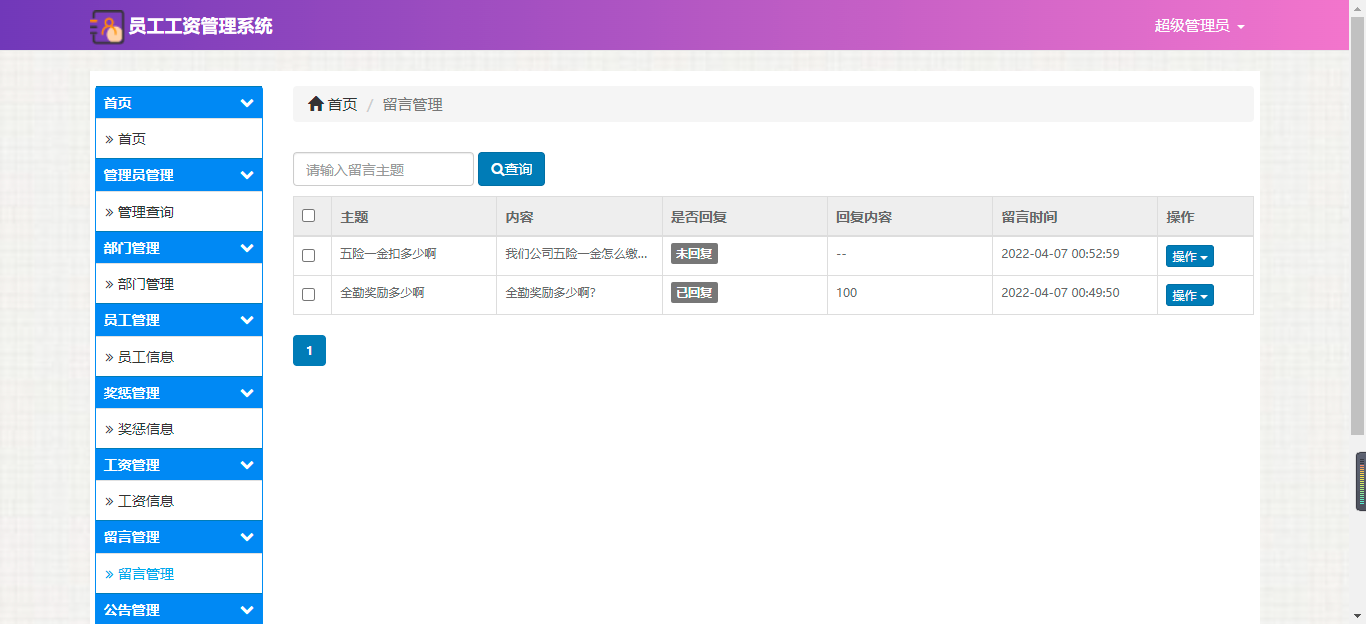 员工工资管理系统
超级管理员
首页
» 首页
管理员管理
» 管理查询
部门管理
» 部门管理
员工管理
» 员工信息
奖惩管理
» 奖惩信息
工资管理
» 工资信息
留言管理
» 留言管理
公告管理
首页 / 留言管理
请输入留言主题 查询
主题 内容 是否回复 回复内容 留言时间 操作
五险一金扣多少啊 我们公司五险一金怎么缴... 未回复 -- 2022-04-07 00:52:59 操作
全勤奖励多少啊 全勤奖励多少啊? 已回复 100 2022-04-07 00:49:50 操作
1